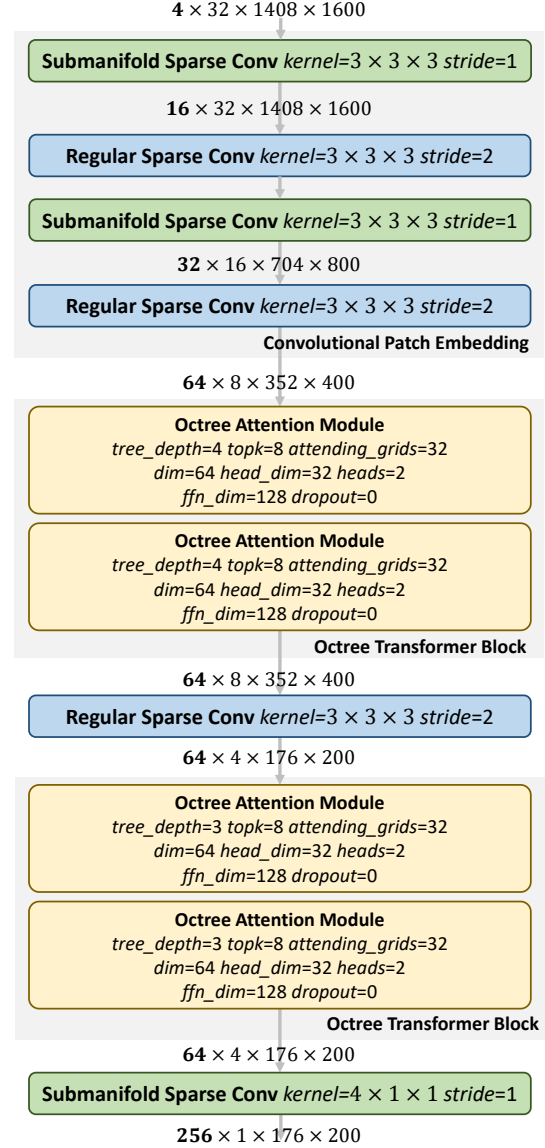 4 × 32 × 1408 × 1600
Submanifold Sparse Conv kernel=3 × 3 × 3 stride=1
16 × 32 × 1408 × 1600
Regular Sparse Conv kernel=3 × 3 × 3 stride=2
Submanifold Sparse Conv kernel=3 × 3 × 3 stride=1
32 × 16 × 704 × 800
Regular Sparse Conv kernel=3 × 3 × 3 stride=2
Convolutional Patch Embedding
64 × 8 × 352 × 400
Octree Attention Module
tree_depth=4 topk=8 attending_grids=32
dim=64 head_dim=32 heads=2
ffn_dim=128 dropout=0
Octree Attention Module
tree_depth=4 topk=8 attending_grids=32
dim=64 head_dim=32 heads=2
ffn_dim=128 dropout=0
Octree Transformer Block
64 × 8 × 352 × 400
Regular Sparse Conv kernel=3 × 3 × 3 stride=2
64 × 4 × 176 × 200
Octree Attention Module
tree_depth=3 topk=8 attending_grids=32
dim=64 head_dim=32 heads=2
ffn_dim=128 dropout=0
Octree Attention Module
tree_depth=3 topk=8 attending_grids=32
dim=64 head_dim=32 heads=2
ffn_dim=128 dropout=0
Octree Transformer Block
64 × 4 × 176 × 200
Submanifold Sparse Conv kernel=4 × 1 × 1 stride=1
256 × 1 × 176 × 200